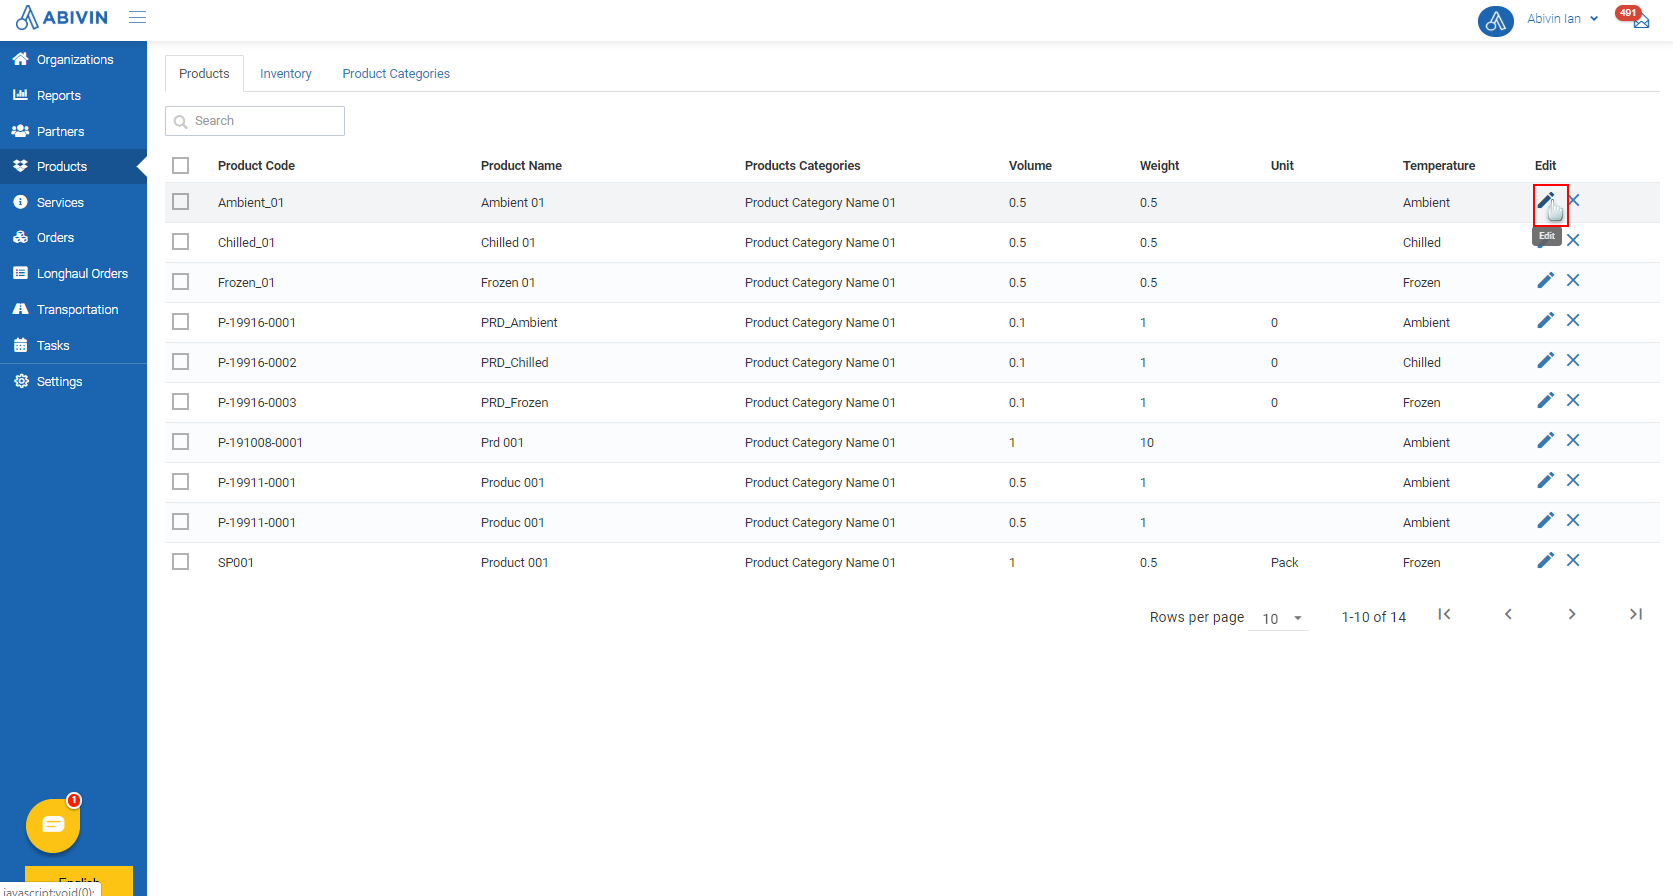 ABIVIN
Abivin Ian
491
Organizations
Reports
Partners
Products
Services
Orders
Longhaul Orders
Transportation
Tasks
Settings
Products Inventory Product Categories
Search
Product Code Product Name Products Categories Volume Weight Unit Temperature Edit
Ambient_01 Ambient 01 Product Category Name 01 0.5 0.5 Ambient
Edit
Chilled_01 Chilled 01 Product Category Name 01 0.5 0.5 Chilled
Frozen_01 Frozen 01 Product Category Name 01 0.5 0.5 Frozen
P-19916-0001 PRD_Ambient Product Category Name 01 0.1 1 0 Ambient
P-19916-0002 PRD_Chilled Product Category Name 01 0.1 1 0 Chilled
P-19916-0003 PRD_Frozen Product Category Name 01 0.1 1 0 Frozen
P-191008-0001 Prd 001 Product Category Name 01 1 10 Ambient
P-19911-0001 Produc 001 Product Category Name 01 0.5 1 Ambient
P-19911-0001 Produc 001 Product Category Name 01 0.5 1 Ambient
SP001 Product 001 Product Category Name 01 1 0.5 Pack Frozen
Rows per page 10 1-10 of 14
1
English
javascript:void(0);